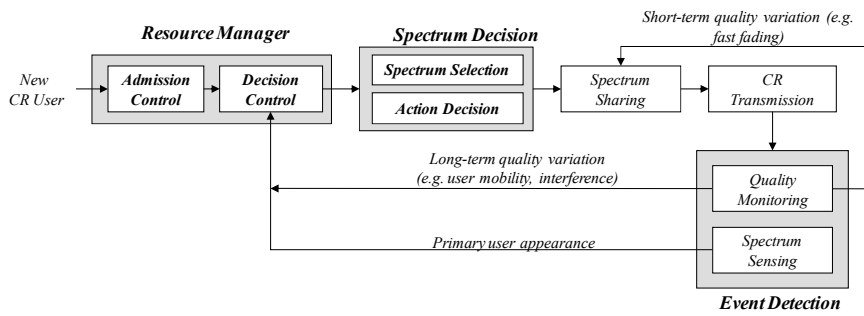 Short-term quality variation (e.g.
fast fading)
Resource Manager
Spectrum Decision
New
CR User
Admission
Control
Decision
Control
Spectrum Selection
Action Decision
Spectrum
Sharing
CR
Transmission
Long-term quality variation
(e.g. user mobility, interference)
Quality
Monitoring
Primary user appearance
Spectrum
Sensing
Event Detection